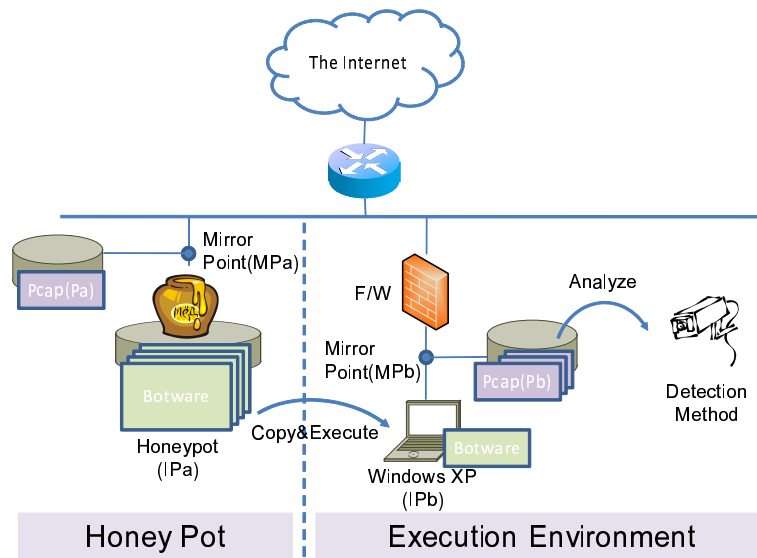 The Internet
Mirror
Point(MPa)
Pcap(Pa)
F/W
Analyze
Mirror
Point(MPb)
Pcap(Pb)
Detection
Method
Botware
Honeypot
(IPa)
Copy&Execute
Botware
Windows XP
(IPb)
Honey Pot
Execution Environment